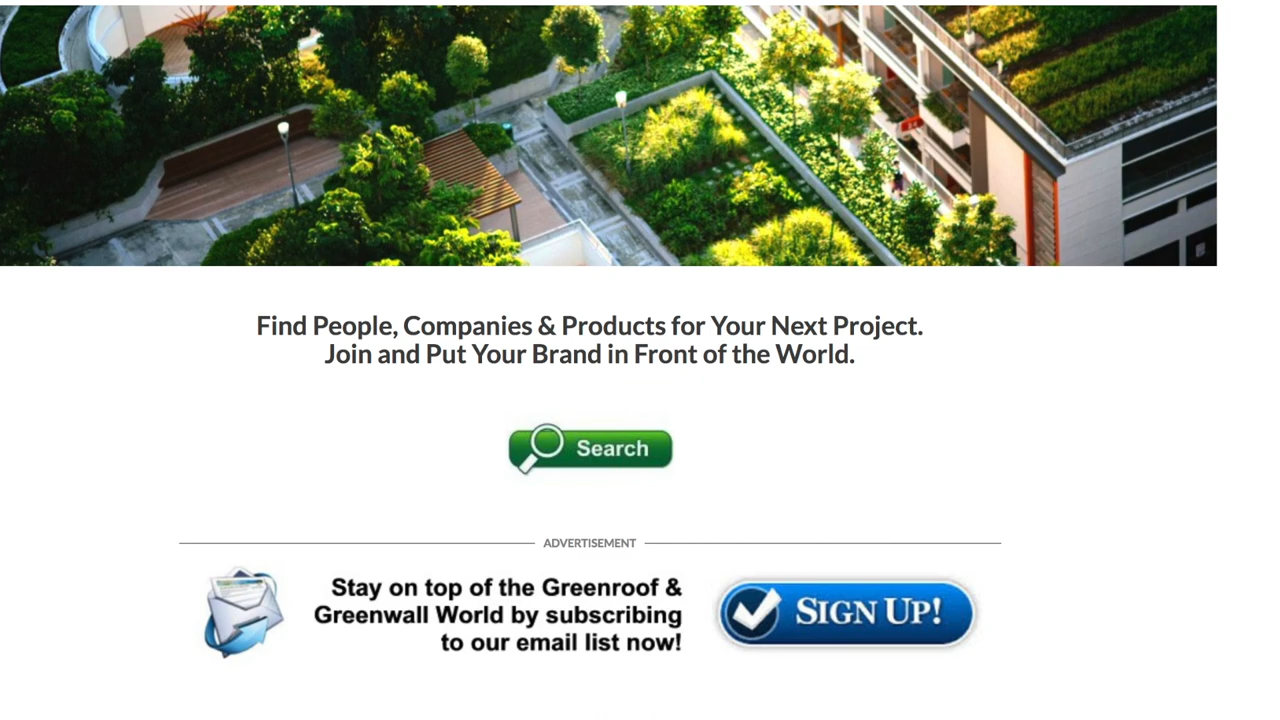 Find People, Companies & Products for Your Next Project.
Join and Put Your Brand in Front of the World.
Search
ADVERTISEMENT
Stay on top of the Greenroof &
Greenwall World by subscribing
to our email list now!
SIGN UP!